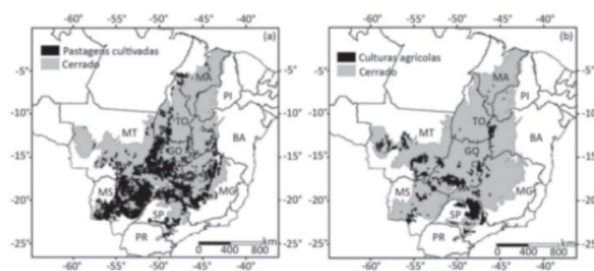 (a)
Pastagens cultivadas
Cerrado
-5°
-10°
-15°
-20°
-25°
MA
PI
TO
BA
MT
GO
MG
MS
SP
PR
0 400 800
km
-60° -55° -50° -45° -40°
(b)
Culturas agrícolas
Cerrado
-5°
-10°
-15°
-20°
-25°
MA
PI
TO
BA
MT
GO
MG
MS
SP
PR
0 400 800
km
-60° -55° -50° -45° -40°